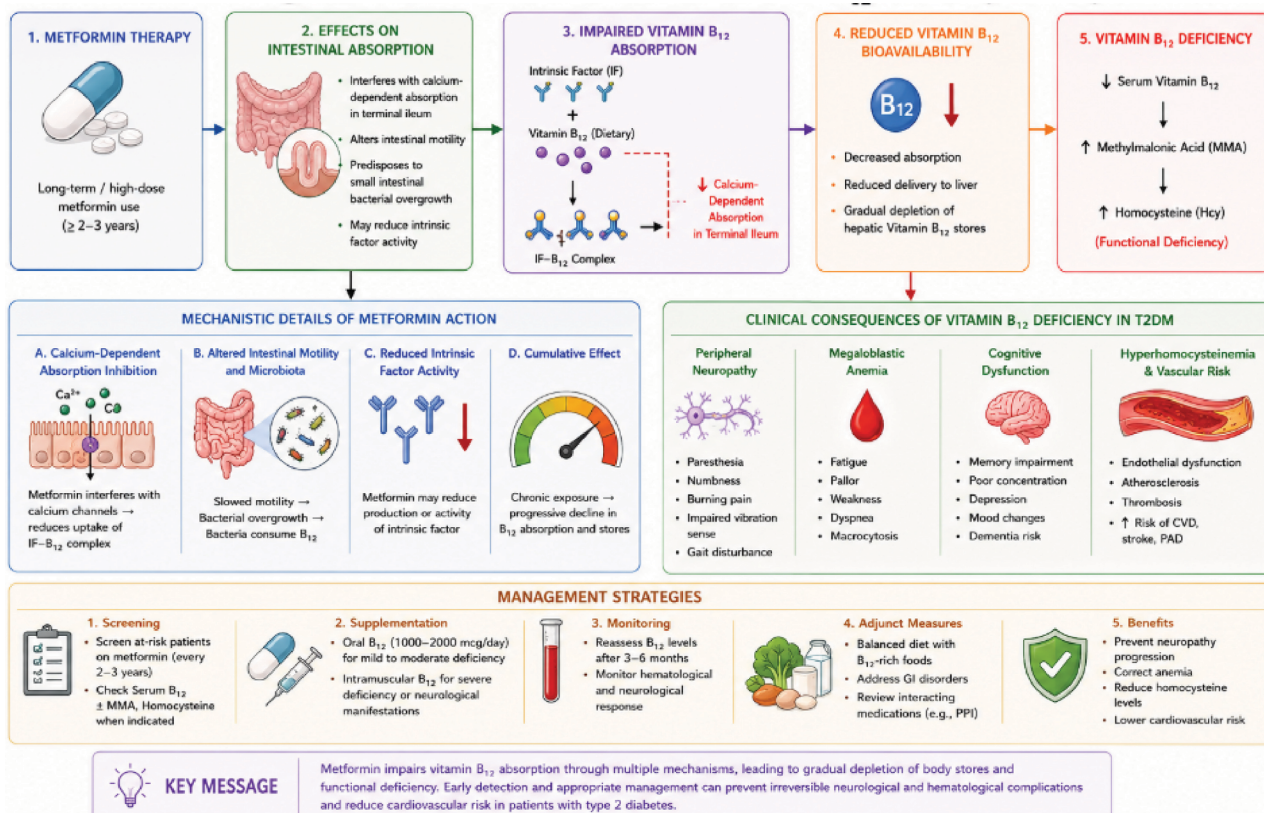 1. METFORMIN THERAPY
Long-term / high-dose
metformin use
(≥ 2–3 years)
2. EFFECTS ON
INTESTINAL ABSORPTION
• Interferes with calcium-
dependent absorption
in terminal ileum
• Alters intestinal motility
• Predisposes to
small intestinal
bacterial overgrowth
• May reduce intrinsic
factor activity
3. IMPAIRED VITAMIN B₁₂
ABSORPTION
Intrinsic Factor (IF)
+
Vitamin B₁₂ (Dietary)
IF–B₁₂ Complex
↓ Calcium-
Dependent
Absorption
in Terminal Ileum
4. REDUCED VITAMIN B₁₂
BIOAVAILABILITY
B₁₂
• Decreased absorption
• Reduced delivery to liver
• Gradual depletion of
hepatic Vitamin B₁₂ stores
5. VITAMIN B₁₂ DEFICIENCY
↓ Serum Vitamin B₁₂
↑ Methylmalonic Acid (MMA)
↑ Homocysteine (Hcy)
(Functional Deficiency)
MECHANISTIC DETAILS OF METFORMIN ACTION
A. Calcium-Dependent
Absorption Inhibition
Ca²⁺
Metformin interferes with
calcium channels →
reduces uptake of
IF–B₁₂ complex
B. Altered Intestinal Motility
and Microbiota
Slowed motility →
Bacterial overgrowth →
Bacteria consume B₁₂
C. Reduced Intrinsic
Factor Activity
Metformin may reduce
production or activity
of intrinsic factor
D. Cumulative Effect
Chronic exposure →
progressive decline in
B₁₂ absorption and stores
CLINICAL CONSEQUENCES OF VITAMIN B₁₂ DEFICIENCY IN T2DM
Peripheral
Neuropathy
• Paresthesia
• Numbness
• Burning pain
• Impaired vibration
sense
• Gait disturbance
Megaloblastic
Anemia
• Fatigue
• Pallor
• Weakness
• Dyspnea
• Macrocytosis
Cognitive
Dysfunction
• Memory impairment
• Poor concentration
• Depression
• Mood changes
• Dementia risk
Hyperhomocysteinemia
& Vascular Risk
• Endothelial dysfunction
• Atherosclerosis
• Thrombosis
• ↑ Risk of CVD,
stroke, PAD
MANAGEMENT STRATEGIES
1. Screening
• Screen at-risk patients
on metformin (every
2–3 years)
• Check Serum B₁₂
± MMA, Homocysteine
when indicated
2. Supplementation
• Oral B₁₂ (1000–2000 mcg/day)
for mild to moderate deficiency
• Intramuscular B₁₂ for severe
deficiency or neurological
manifestations
3. Monitoring
• Reassess B₁₂ levels
after 3–6 months
• Monitor hematological
and neurological
response
4. Adjunct Measures
• Balanced diet with
B₁₂-rich foods
• Address GI disorders
• Review interacting
medications (e.g., PPI)
5. Benefits
• Prevent neuropathy
progression
• Correct anemia
• Reduce homocysteine
levels
• Lower cardiovascular risk
KEY MESSAGE
Metformin impairs vitamin B₁₂ absorption through multiple mechanisms, leading to gradual depletion of body stores and
functional deficiency. Early detection and appropriate management can prevent irreversible neurological and hematological complications
and reduce cardiovascular risk in patients with type 2 diabetes.